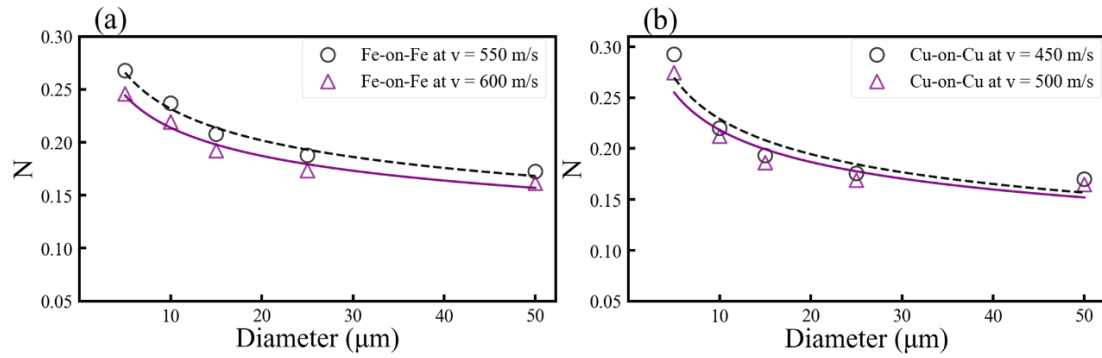 (a)
0.30
0.25
0.20
0.15
0.10
0.05
N
Fe-on-Fe at v = 550 m/s
Fe-on-Fe at v = 600 m/s
10
20
30
40
50
Diameter (μm)
(b)
0.30
0.25
0.20
0.15
0.10
0.05
N
Cu-on-Cu at v = 450 m/s
Cu-on-Cu at v = 500 m/s
10
20
30
40
50
Diameter (μm)